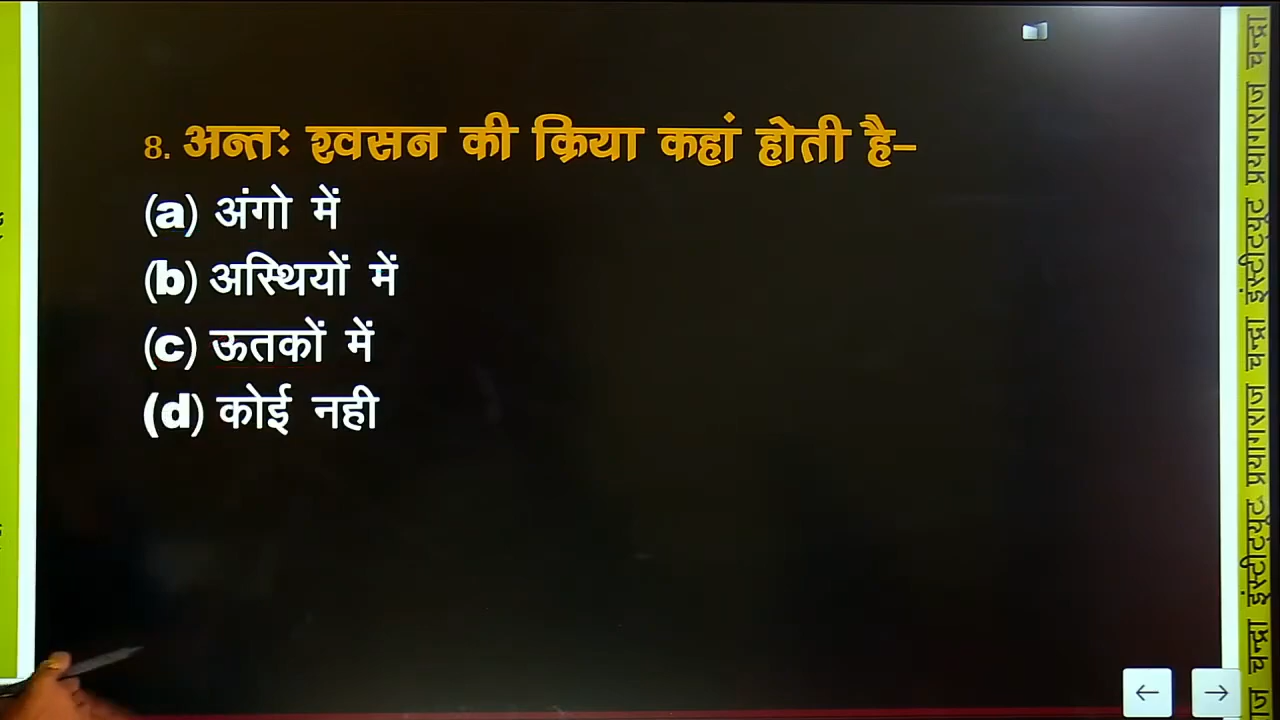 8. अन्तः श्वसन की क्रिया कहां होती है–
(a) अंगो में
(b) अस्थियों में
(c) ऊतकों में
(d) कोई नही
चन्द्रा इंस्टीट्यूट प्रयागराज चन्द्रा इंस्टीट्यूट प्रयागराज चन्द्रा